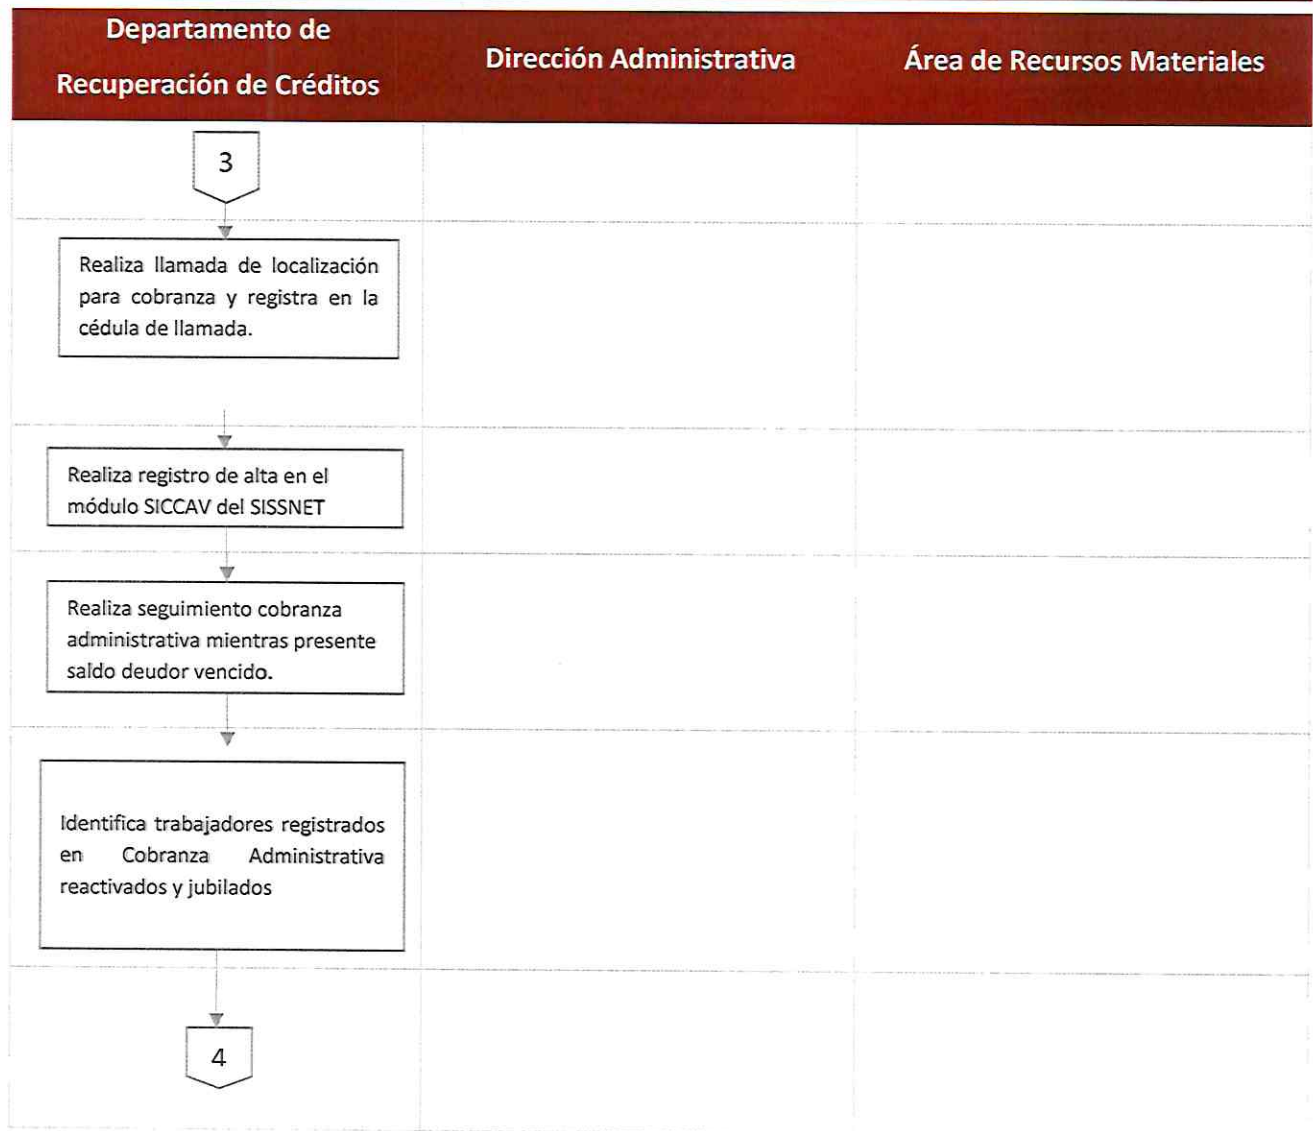 Departamento de
Recuperación de Créditos
Dirección Administrativa
Área de Recursos Materiales
3
Realiza llamada de localización
para cobranza y registra en la
cédula de llamada.
Realiza registro de alta en el
módulo SICCAV del SISSNET
Realiza seguimiento cobranza
administrativa mientras presente
saldo deudor vencido.
Identifica trabajadores registrados
en Cobranza Administrativa
reactivados y jubilados
4